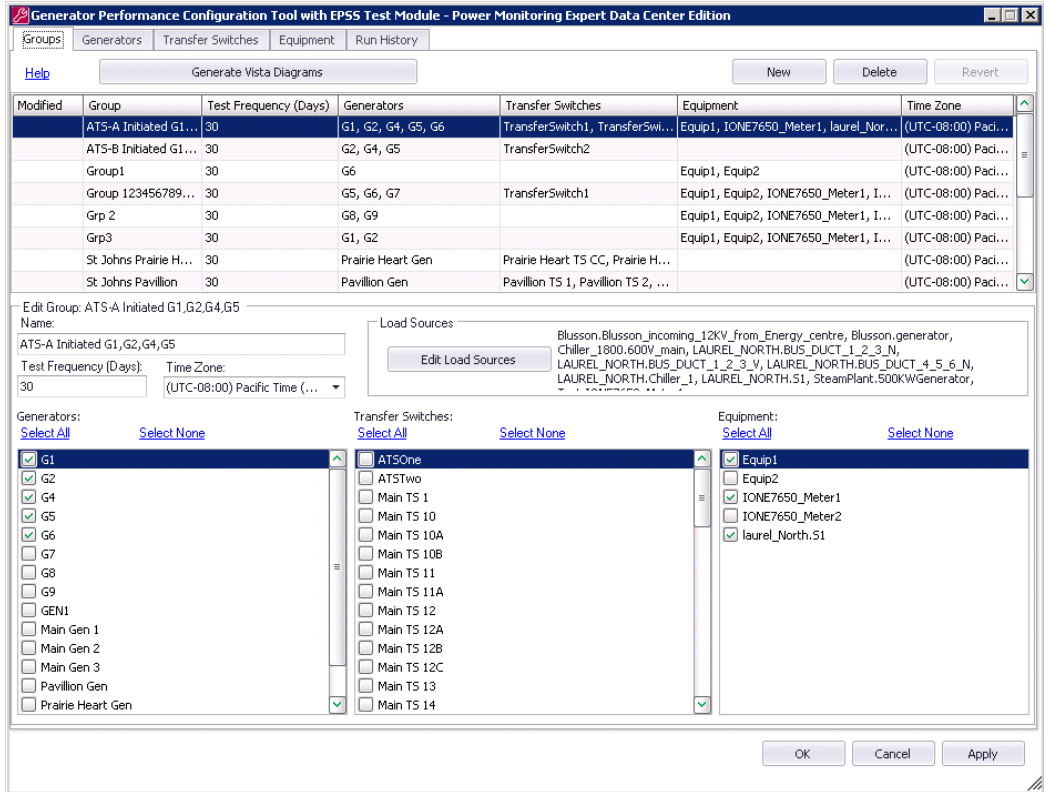 Generator Performance Configuration Tool with EPSS Test Module - Power Monitoring Expert Data Center Edition
Groups Generators Transfer Switches Equipment Run History
Help Generate Vista Diagrams New Delete Revert
Modified Group Test Frequency (Days) Generators Transfer Switches Equipment Time Zone
ATS-A Initiated G1... 30 G1, G2, G4, G5, G6 TransferSwitch1, TransferSwi... Equip1, IONE7650_Meter1, laurel_Nor... (UTC-08:00) Paci...
ATS-B Initiated G1... 30 G2, G4, G5 TransferSwitch2 (UTC-08:00) Paci...
Group1 30 G6 Equip1, Equip2 (UTC-08:00) Paci...
Group 123456789... 30 G5, G6, G7 TransferSwitch1 Equip1, Equip2, IONE7650_Meter1, I... (UTC-08:00) Paci...
Grp 2 30 G8, G9 Equip1, Equip2, IONE7650_Meter1, I... (UTC-08:00) Paci...
Grp3 30 G1, G2 Equip1, Equip2, IONE7650_Meter1, I... (UTC-08:00) Paci...
St Johns Prairie H... 30 Prairie Heart Gen Prairie Heart TS CC, Prairie H... (UTC-08:00) Paci...
St Johns Pavillion 30 Pavillion Gen Pavillion TS 1, Pavillion TS 2, ... (UTC-08:00) Paci...
Edit Group: ATS-A Initiated G1,G2,G4,G5
Name:
ATS-A Initiated G1,G2,G4,G5
Test Frequency (Days): Time Zone:
30 (UTC-08:00) Pacific Time (...
Load Sources
Edit Load Sources
Blusson.Blusson_incoming_12KV_from_Energy_centre, Blusson.generator,
Chiller_1800.600V_main, LAUREL_NORTH.BUS_DUCT_1_2_3_N,
LAUREL_NORTH.BUS_DUCT_1_2_3_V, LAUREL_NORTH.BUS_DUCT_4_5_6_N,
LAUREL_NORTH.Chiller_1, LAUREL_NORTH.S1, SteamPlant.500KWGenerator,
Generators:
Select All Select None
G1
G2
G4
G5
G6
G7
G8
G9
GEN1
Main Gen 1
Main Gen 2
Main Gen 3
Pavillion Gen
Prairie Heart Gen
Transfer Switches:
Select All Select None
ATSOne
ATSTwo
Main TS 1
Main TS 10
Main TS 10A
Main TS 10B
Main TS 11
Main TS 11A
Main TS 12
Main TS 12A
Main TS 12B
Main TS 12C
Main TS 13
Main TS 14
Equipment:
Select All Select None
Equip1
Equip2
IONE7650_Meter1
IONE7650_Meter2
laurel_North.S1
OK Cancel Apply